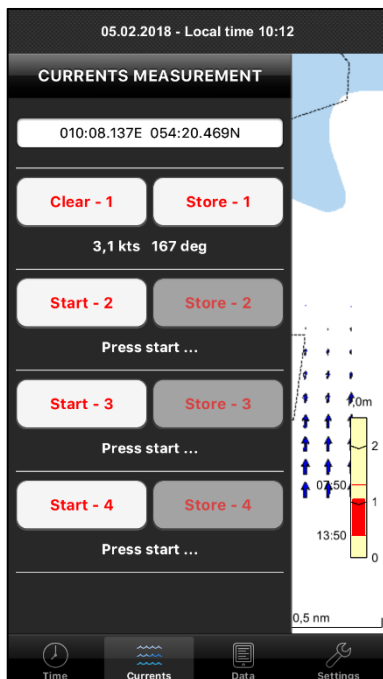 05.02.2018 - Local time 10:12
CURRENTS MEASUREMENT
010:08.137E 054:20.469N
Clear - 1 Store - 1
3,1 kts 167 deg
Start - 2 Store - 2
Press start ...
Start - 3 Store - 3
Press start ...
Start - 4 Store - 4
Press start ...
,0m
2
07:50
1
13:50
0
0,5 nm
Time Currents Data Settings